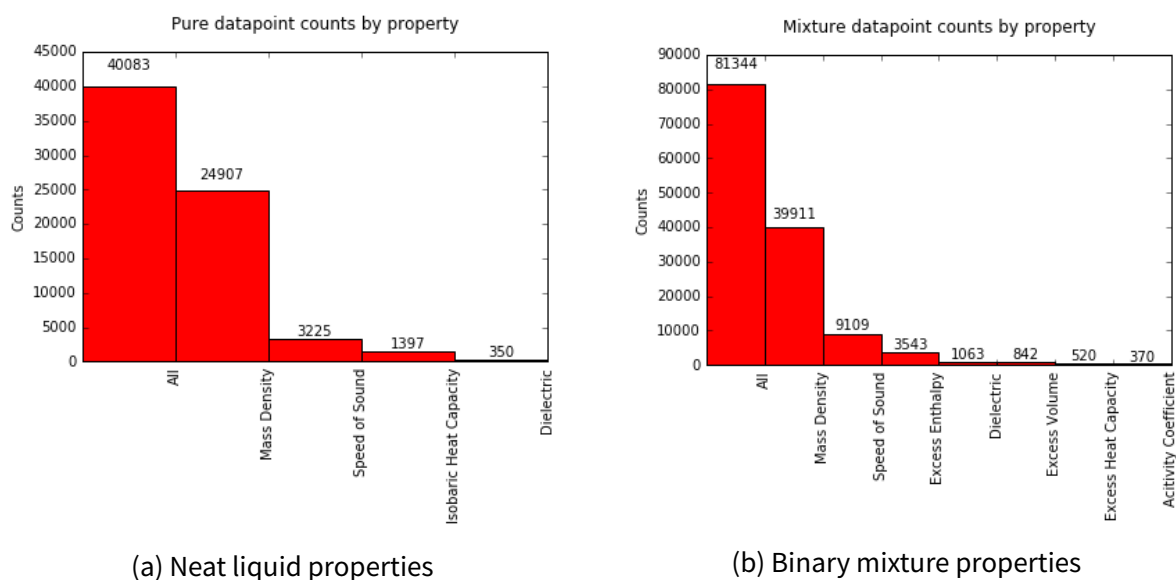 Pure datapoint counts by property
45000
40000
35000
30000
25000
20000
15000
10000
5000
0
Counts
40083
24907
3225
1397
350
All
Mass Density
Speed of Sound
Isobaric Heat Capacity
Dielectric
(a) Neat liquid properties
Mixture datapoint counts by property
90000
80000
70000
60000
50000
40000
30000
20000
10000
0
Counts
81344
39911
9109
3543
1063
842
520
370
All
Mass Density
Speed of Sound
Excess Enthalpy
Dielectric
Excess Volume
Excess Heat Capacity
Acitivity Coefficient
(b) Binary mixture properties